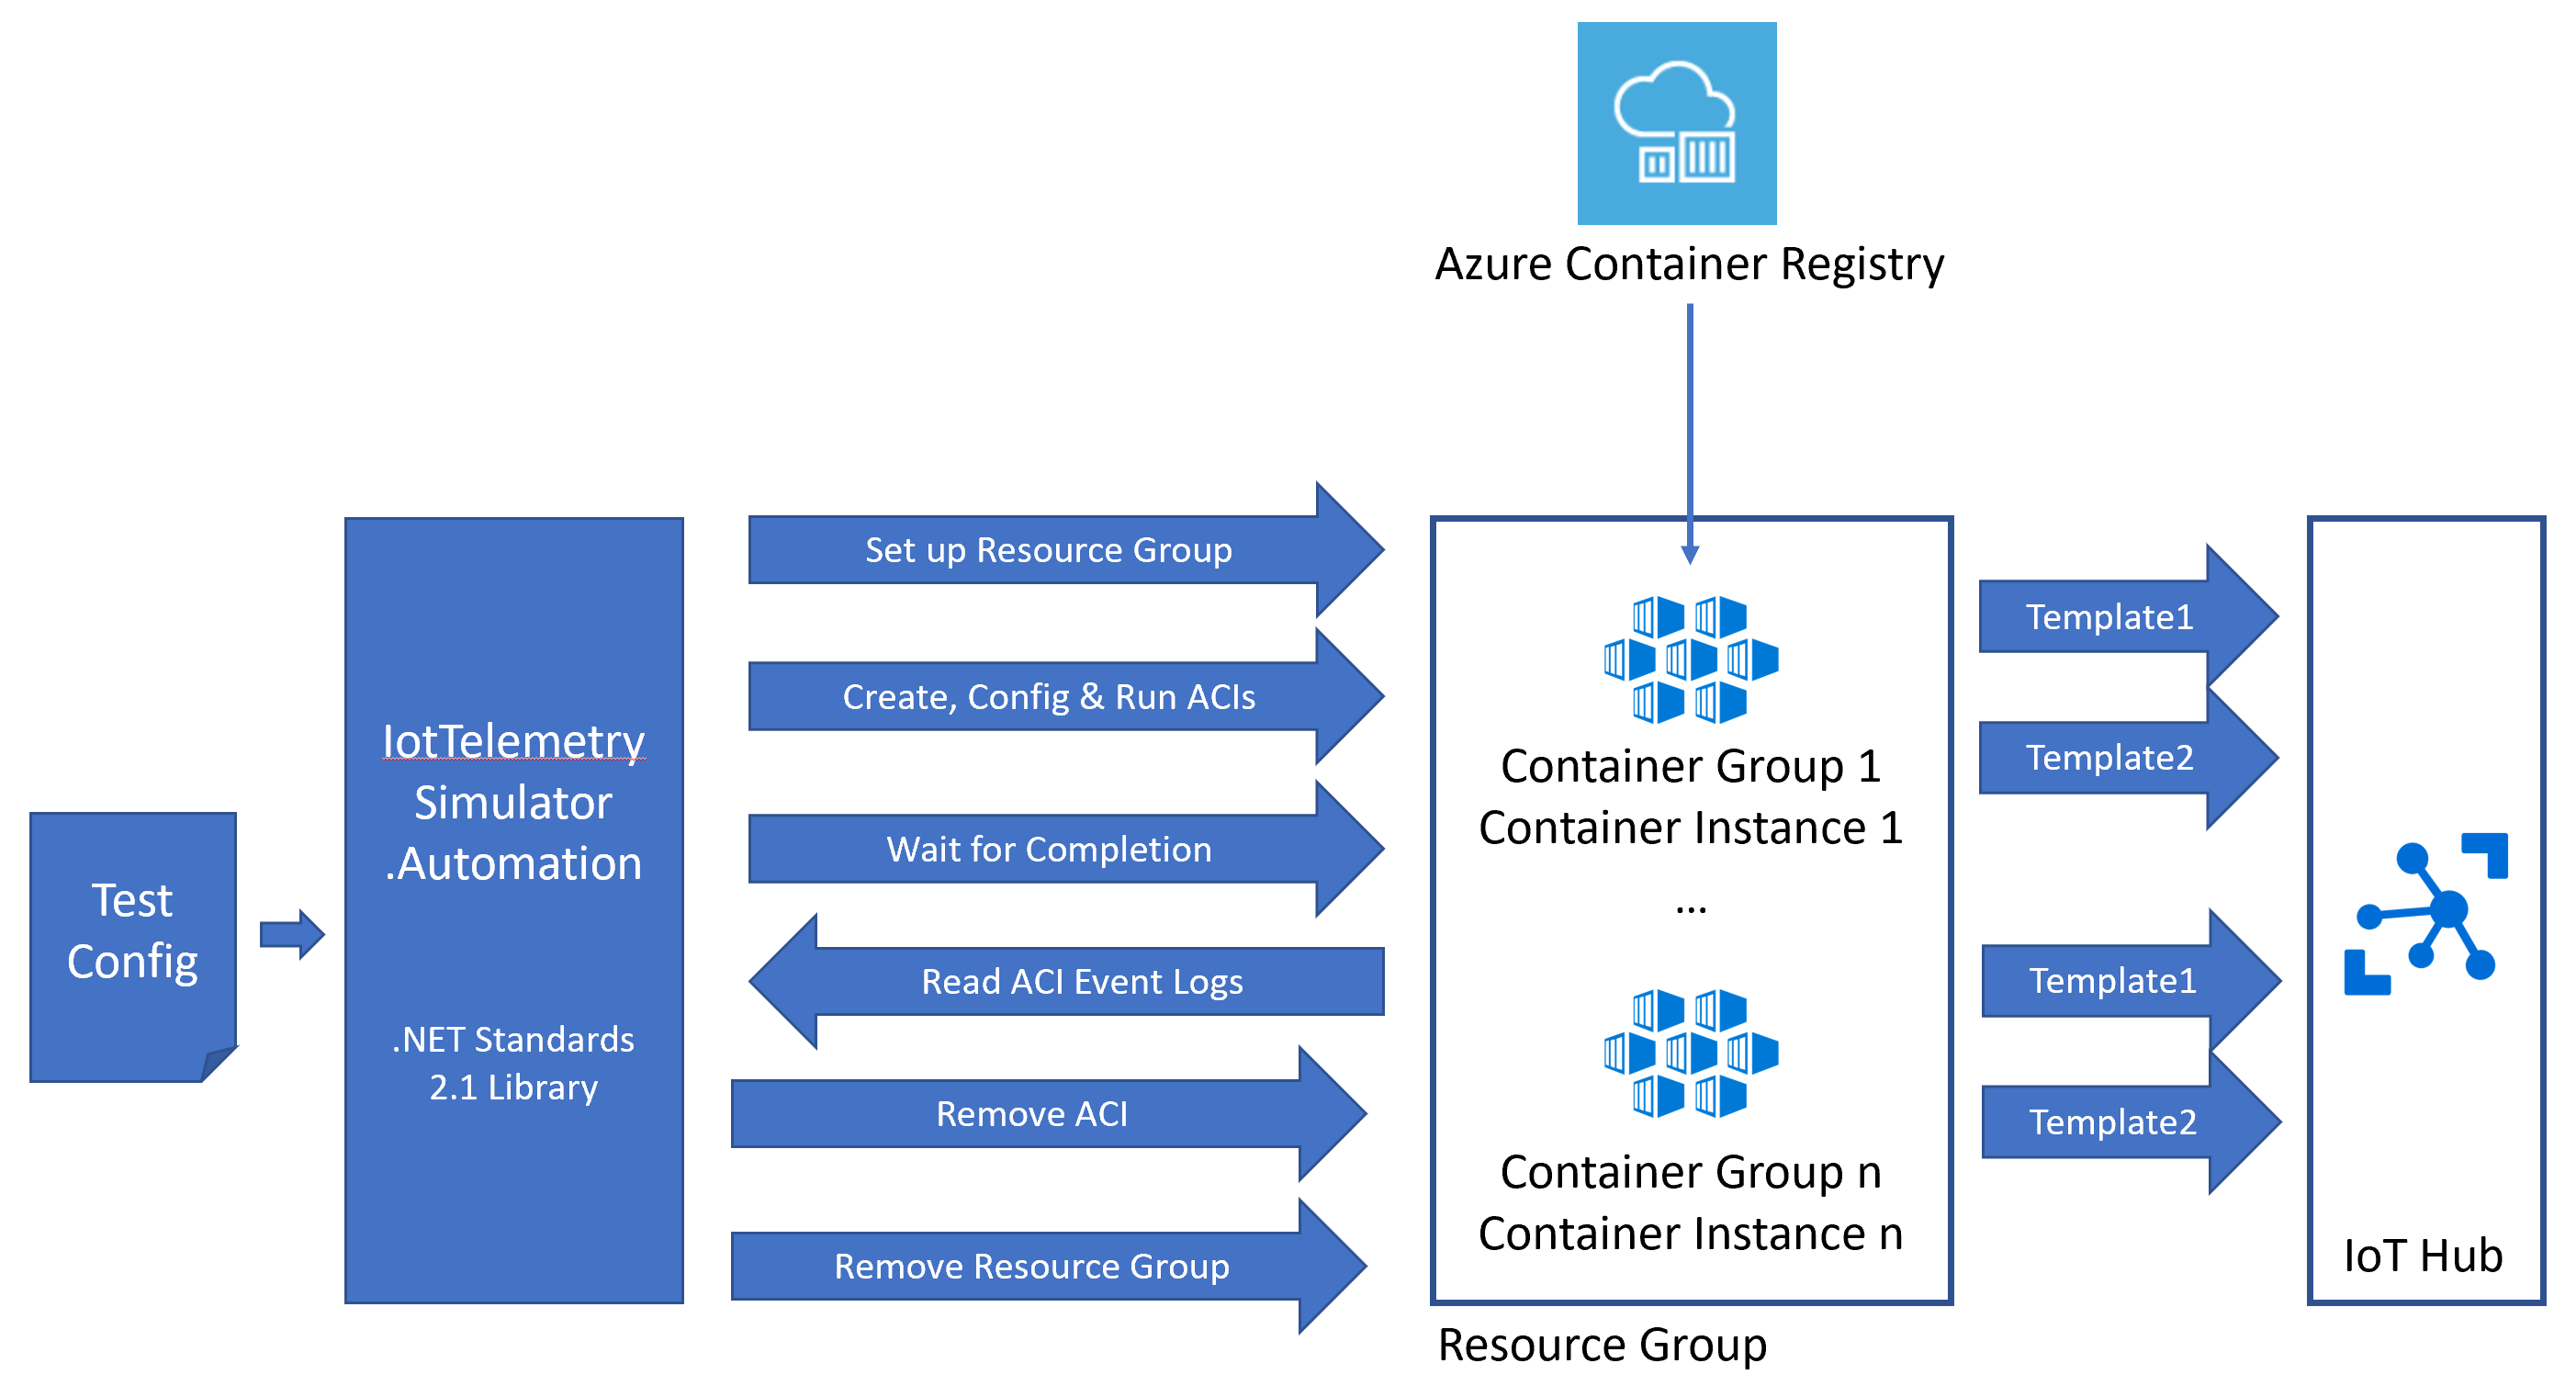 Azure Container Registry
Test
Config
IotTelemetry
Simulator
.Automation
.NET Standards
2.1 Library
Set up Resource Group
Create, Config & Run ACIs
Wait for Completion
Read ACI Event Logs
Remove ACI
Remove Resource Group
Container Group 1
Container Instance 1
...
Container Group n
Container Instance n
Resource Group
Template1
Template2
Template1
Template2
IoT Hub